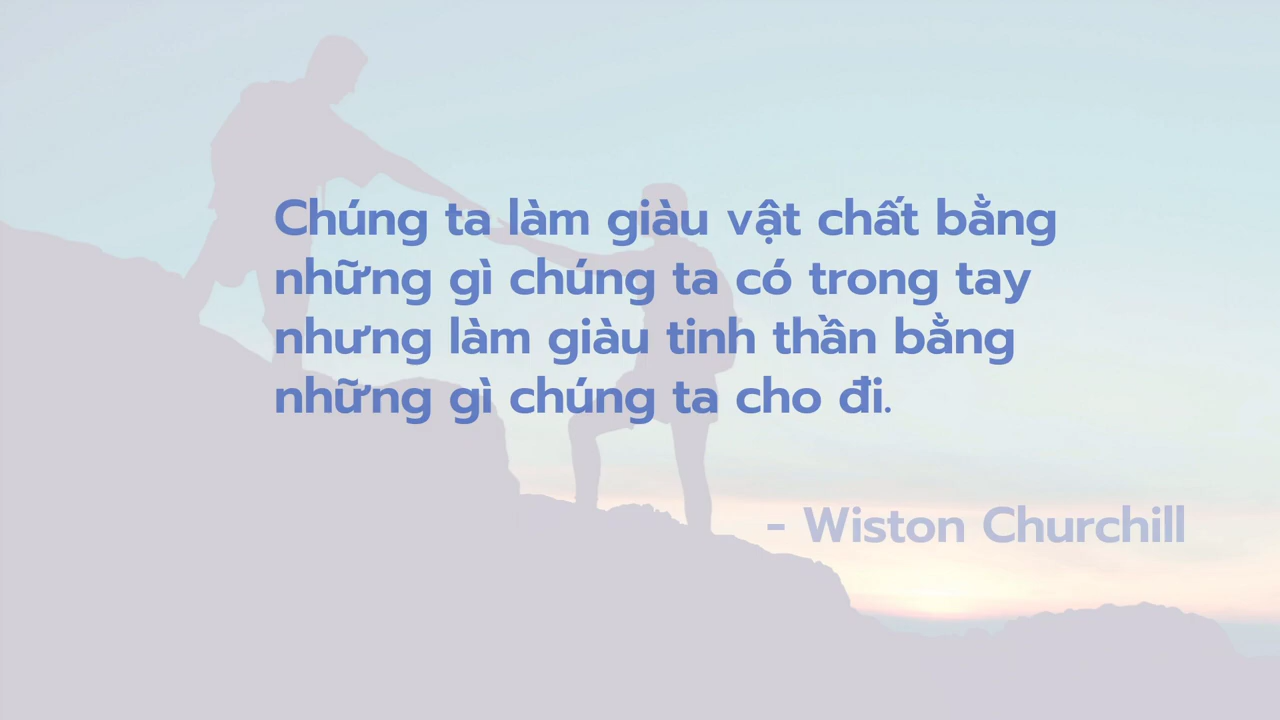 Chúng ta làm giàu vật chất bằng
những gì chúng ta có trong tay
nhưng làm giàu tinh thần bằng
những gì chúng ta cho đi.
- Wiston Churchill